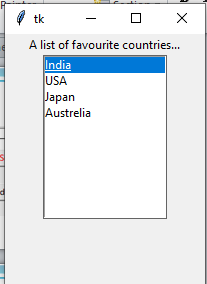 tk
A list of favourite countries...
India
USA
Japan
Austrelia